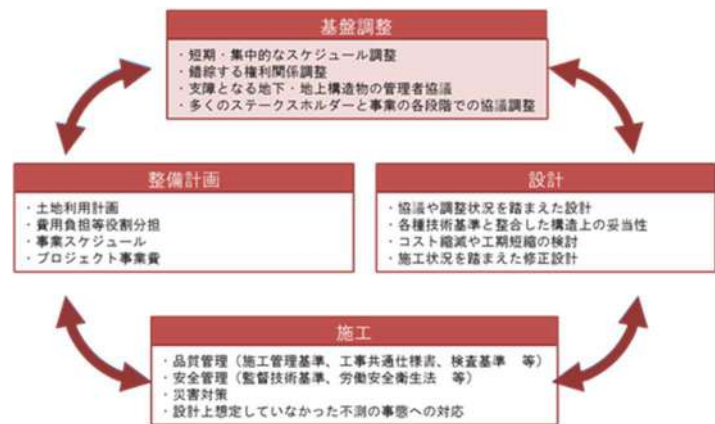 基盤調整
・短期・集中的なスケジュール調整
・錯綜する権利関係調整
・支障となる地下・地上構造物の管理者協議
・多くのステークスホルダーと事業の各段階での協議調整
整備計画
・土地利用計画
・費用負担等役割分担
・事業スケジュール
・プロジェクト事業費
設計
・協議や調整状況を踏まえた設計
・各種技術基準と整合した構造上の妥当性
・コスト縮減や工期短縮の検討
・施工状況を踏まえた修正設計
施工
・品質管理（施工管理基準、工事共通仕様書、検査基準　等）
・安全管理（監督技術基準、労働安全衛生法　等）
・災害対策
・設計上想定していなかった不測の事態への対応